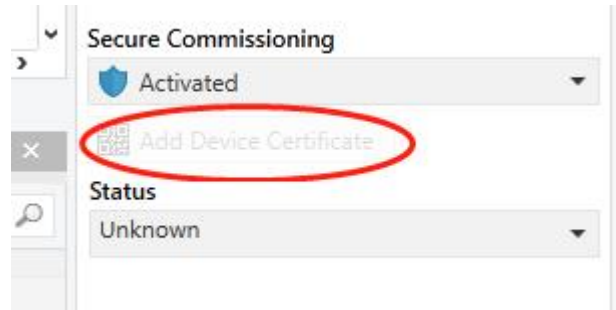 Secure Commissioning
Activated
Add Device Certificate
Status
Unknown